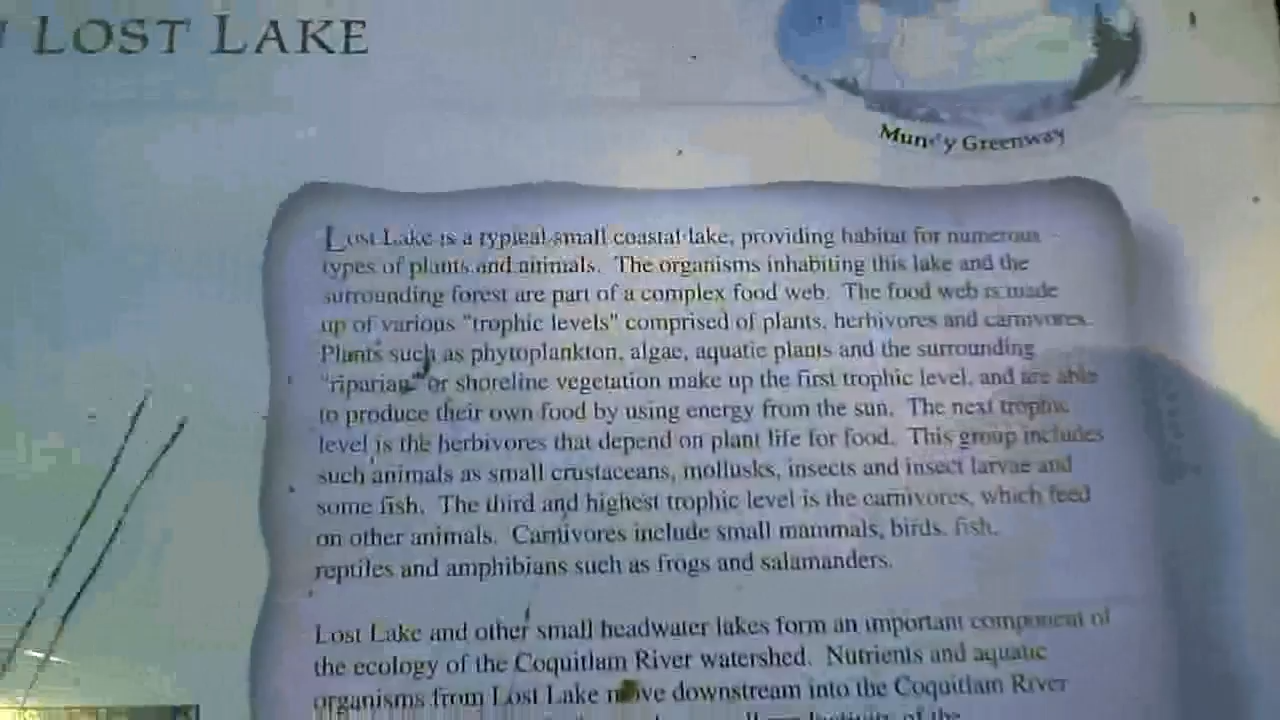 LOST LAKE
Mundy Greenway
Lost Lake is a typical small coastal lake, providing habitat for numerous
types of plants and animals. The organisms inhabiting this lake and the
surrounding forest are part of a complex food web. The food web is made
up of various "trophic levels" comprised of plants, herbivores and carnivores.
Plants such as phytoplankton, algae, aquatic plants and the surrounding
"riparian" or shoreline vegetation make up the first trophic level, and are able
to produce their own food by using energy from the sun. The next trophic
level is the herbivores that depend on plant life for food. This group includes
such animals as small crustaceans, mollusks, insects and insect larvae and
some fish. The third and highest trophic level is the carnivores, which feed
on other animals. Carnivores include small mammals, birds, fish,
reptiles and amphibians such as frogs and salamanders.
Lost Lake and other small headwater lakes form an important component of
the ecology of the Coquitlam River watershed. Nutrients and aquatic
organisms from Lost Lake move downstream into the Coquitlam River
of the